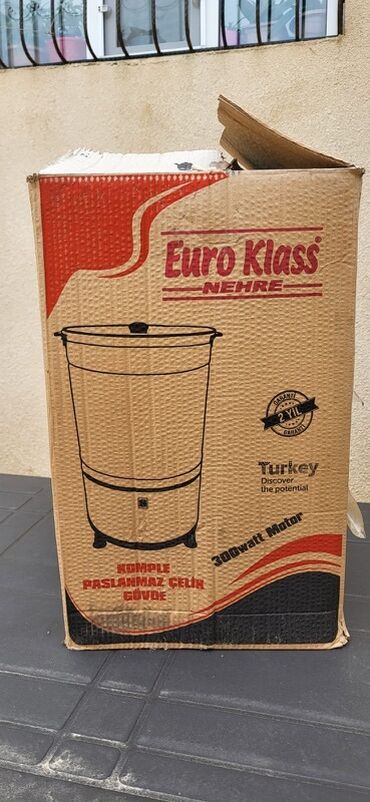 Euro Klass
NEHRE
GARANTİ
2 YIL
GARANTİ
Turkey
Discover
the potential
300watt Motor
KOMPLE
PASLANMAZ ÇELİK
GÖVDE